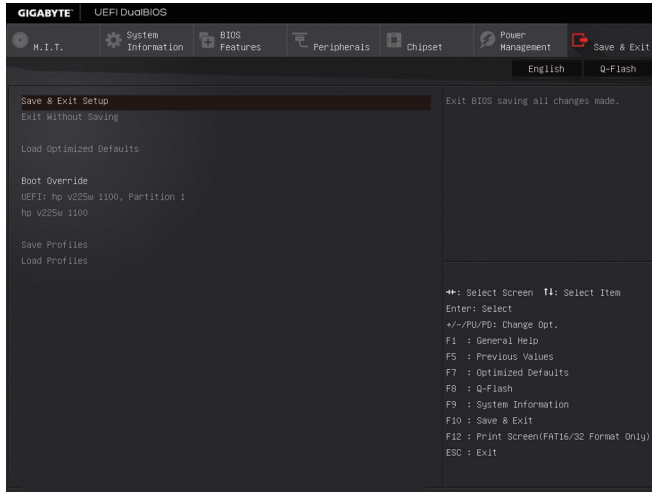 GIGABYTE™ UEFI DualBIOS
M.I.T.
System Information
BIOS Features
Peripherals
Chipset
Power Management
Save & Exit
English
Q-Flash
Save & Exit Setup
Exit Without Saving
Load Optimized Defaults
Boot Override
UEFI: hp v225w 1100, Partition 1
hp v225w 1100
Save Profiles
Load Profiles
Exit BIOS saving all changes made.
→←: Select Screen ↑↓: Select Item
Enter: Select
+/-/PU/PD: Change Opt.
F1 : General Help
F5 : Previous Values
F7 : Optimized Defaults
F8 : Q-Flash
F9 : System Information
F10 : Save & Exit
F12 : Print Screen(FAT16/32 Format Only)
ESC : Exit